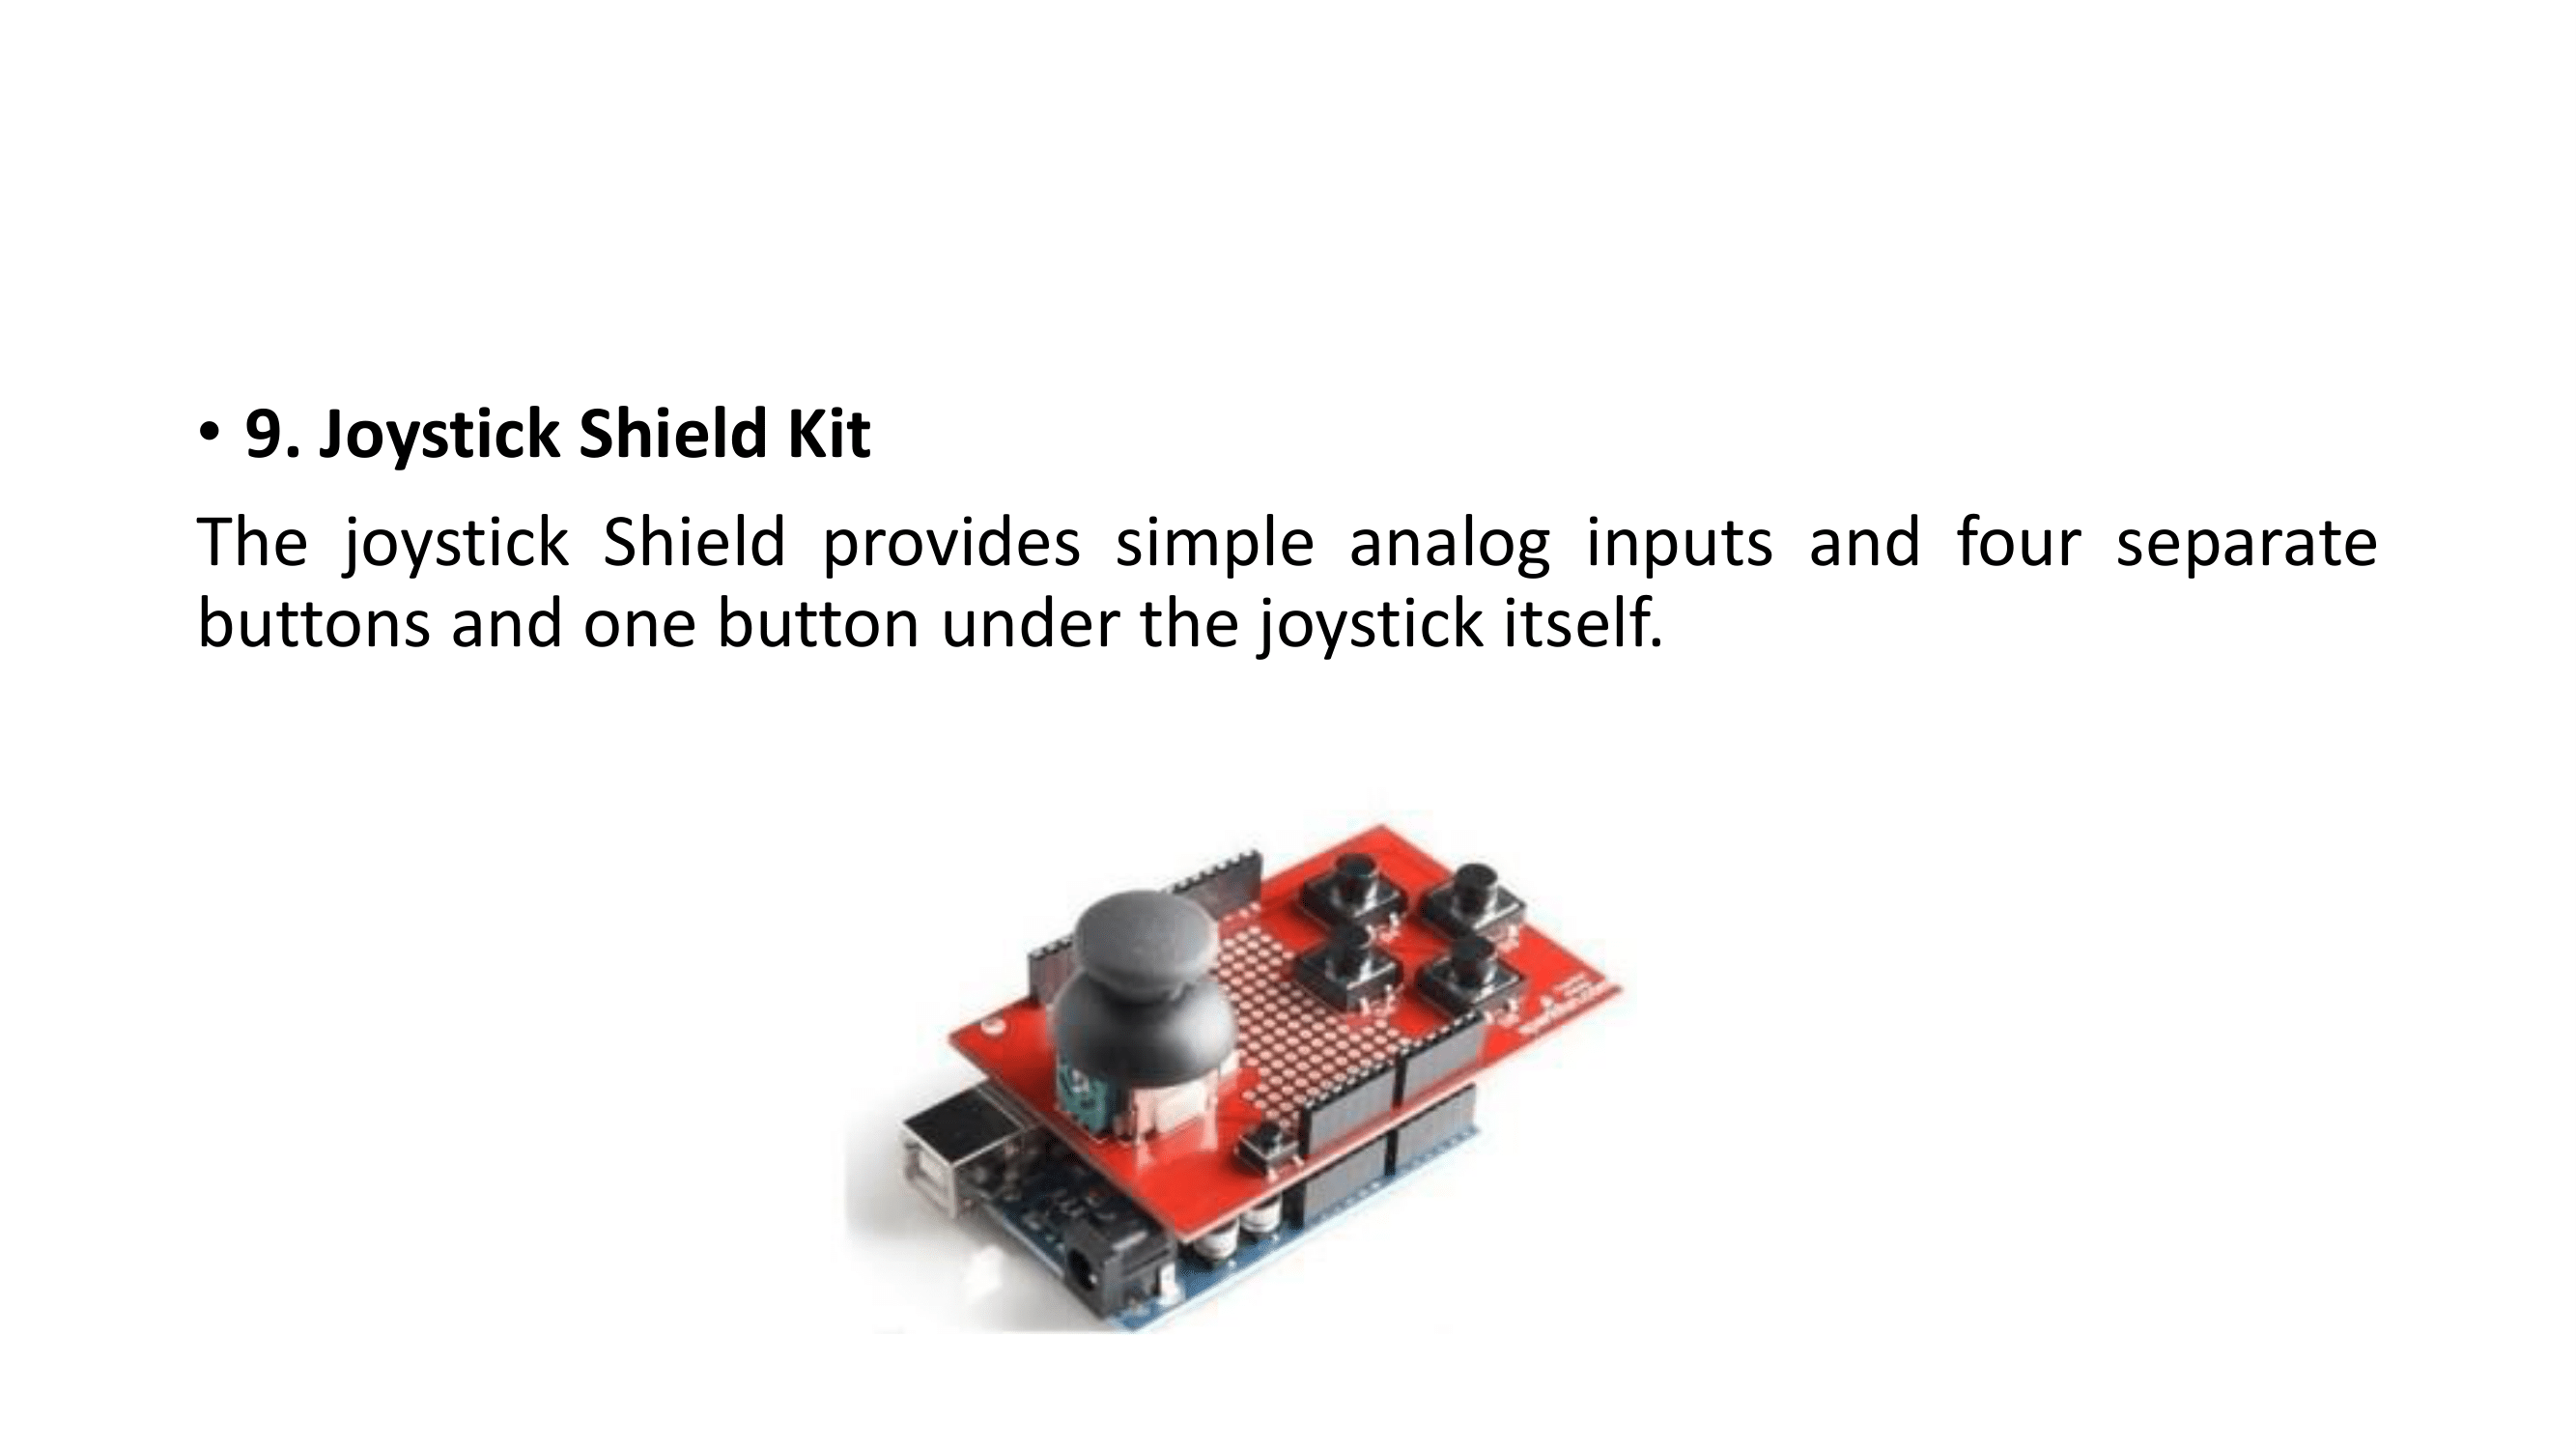 • 9. Joystick Shield Kit
The joystick Shield provides simple analog inputs and four separate
buttons and one button under the joystick itself.